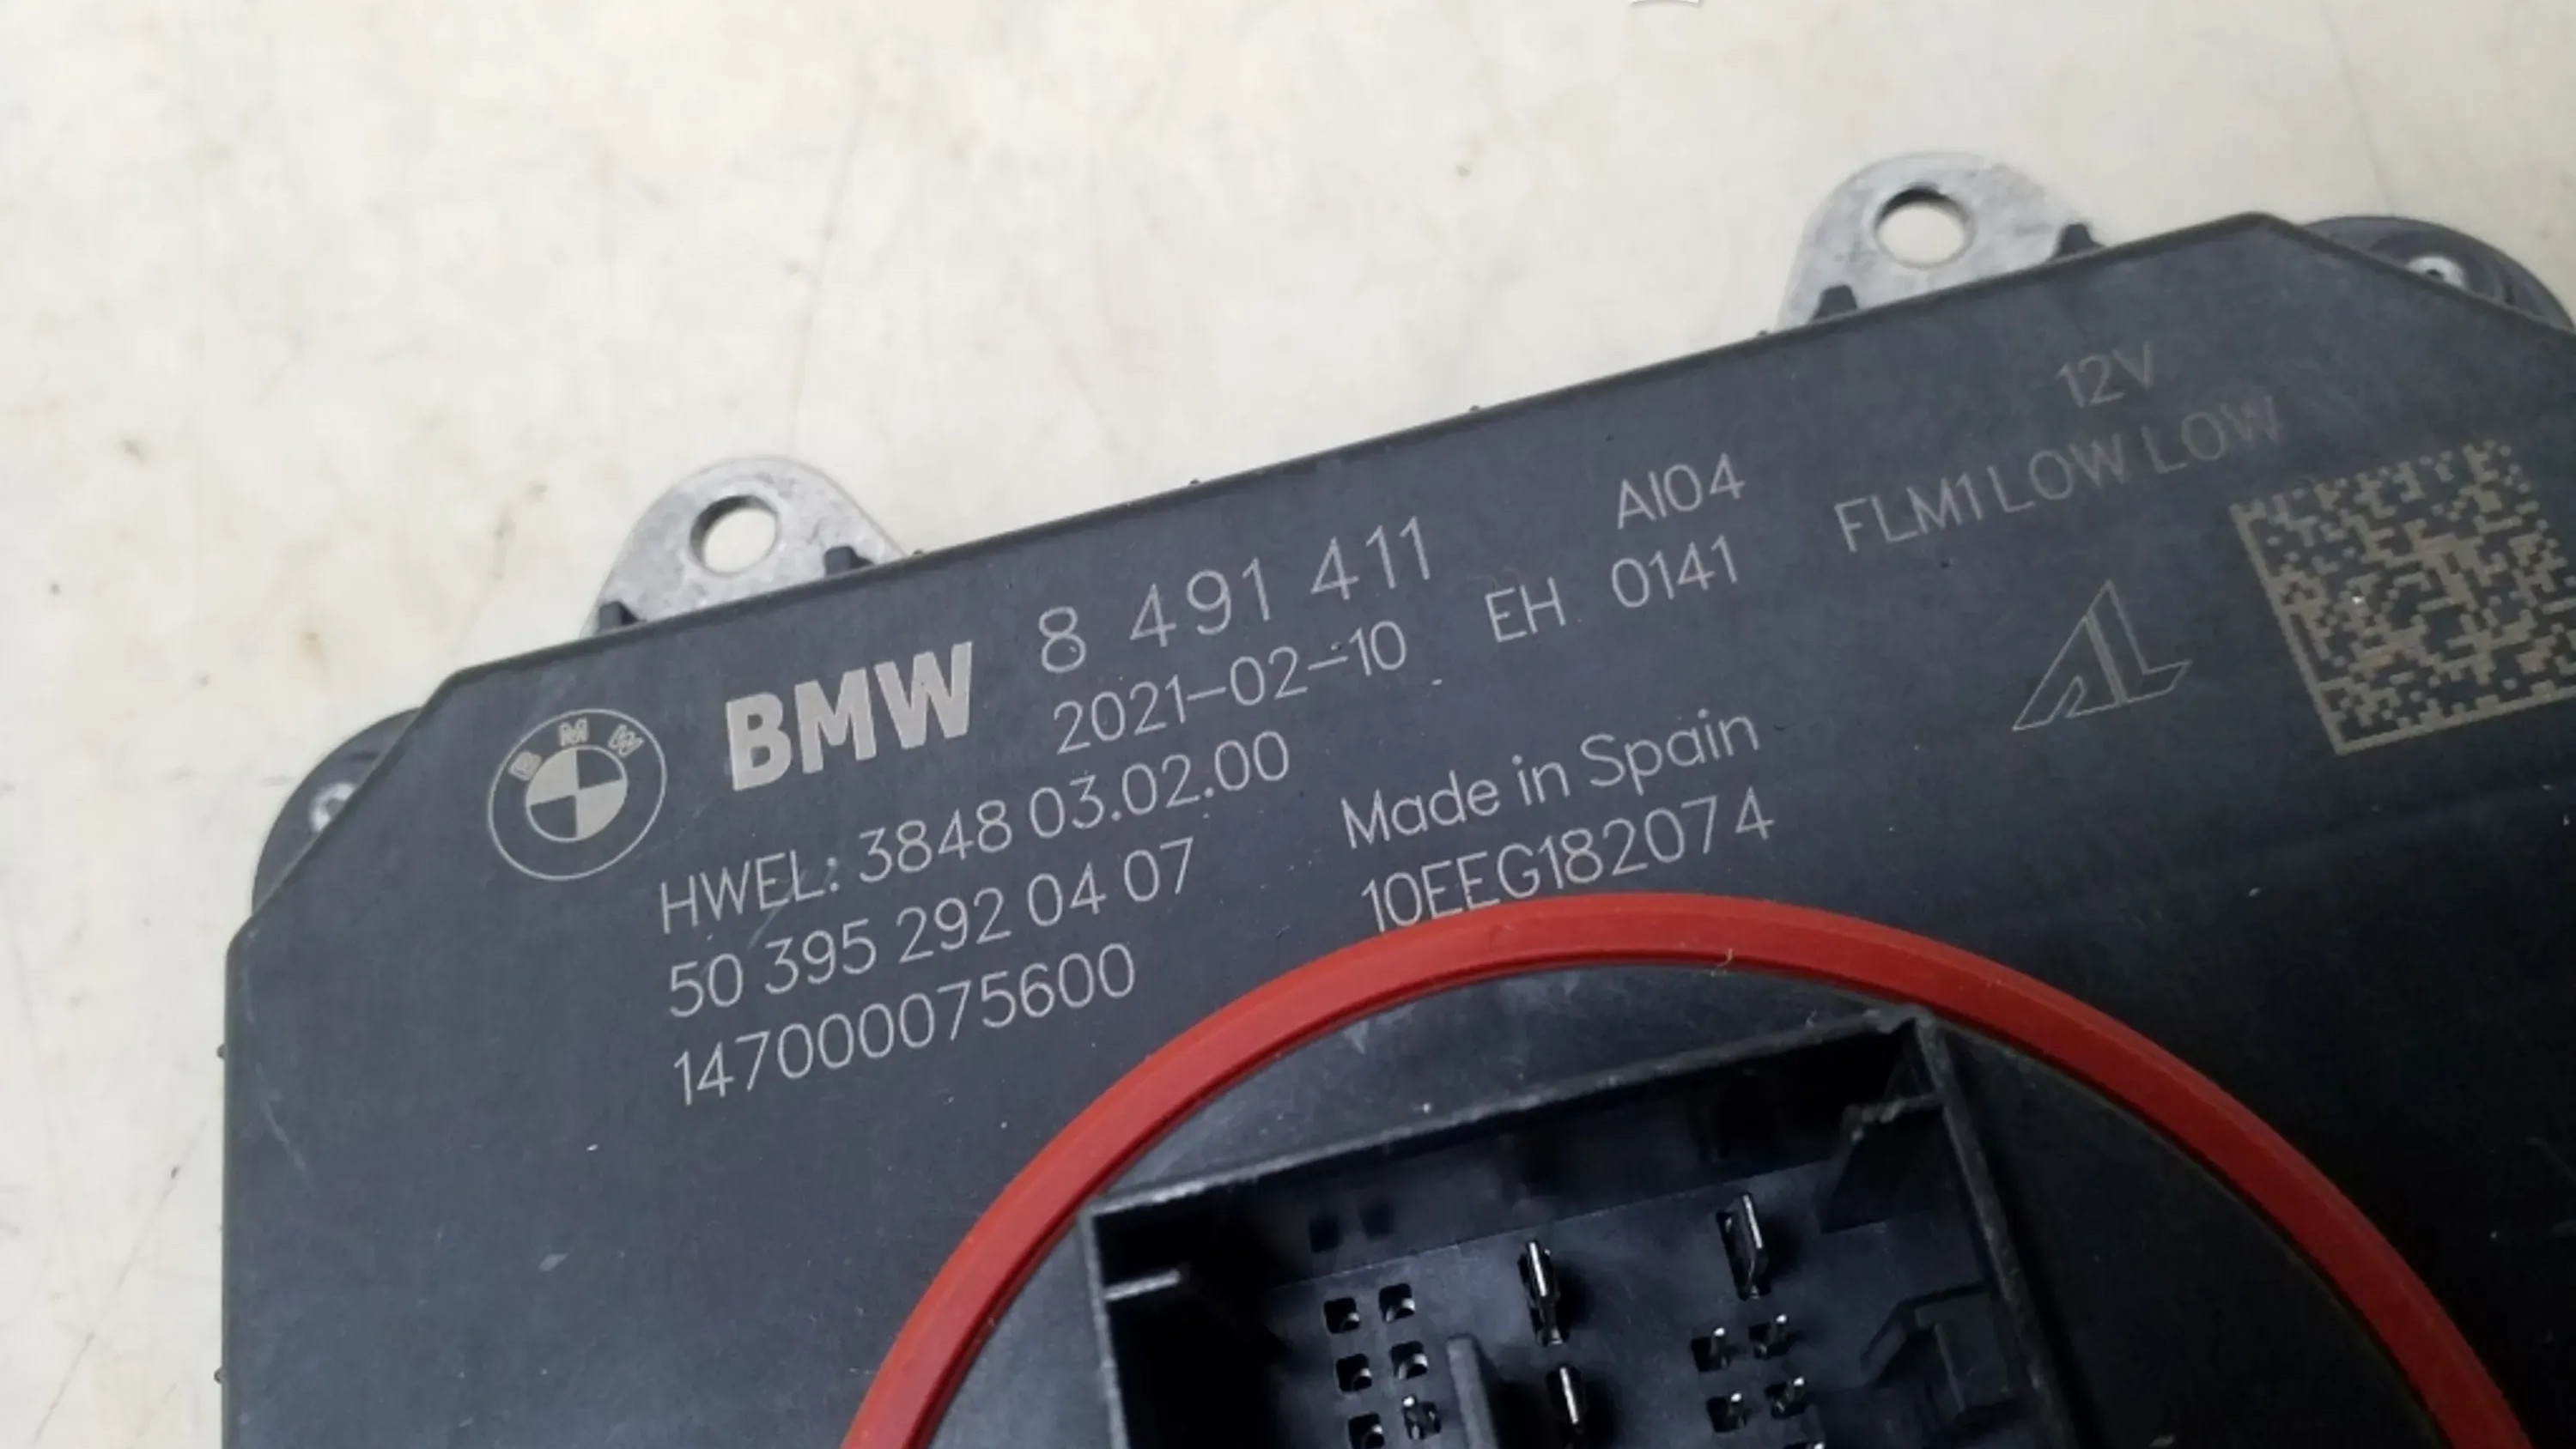 BMW
BMW 8 491 411
2021-02-10
HWEL: 3848 03.02.00
50 395 292 04 07
147000075600
AI04
EH 0141
Made in Spain
10EEG182074
12V
FLM1 LOW LOW
AL